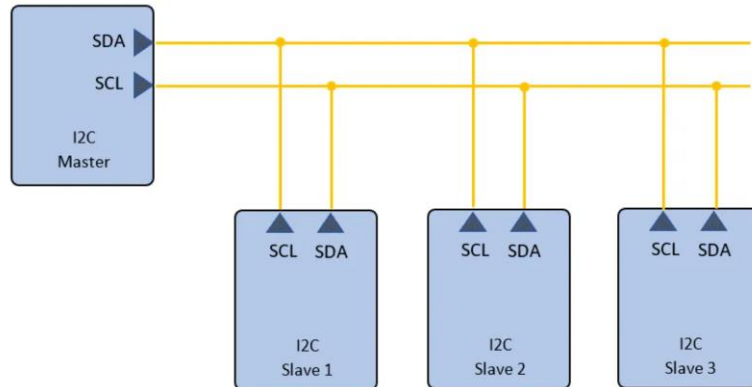 SDA
SCL
I2C
Master
SCL SDA
I2C
Slave 1
SCL SDA
I2C
Slave 2
SCL SDA
I2C
Slave 3